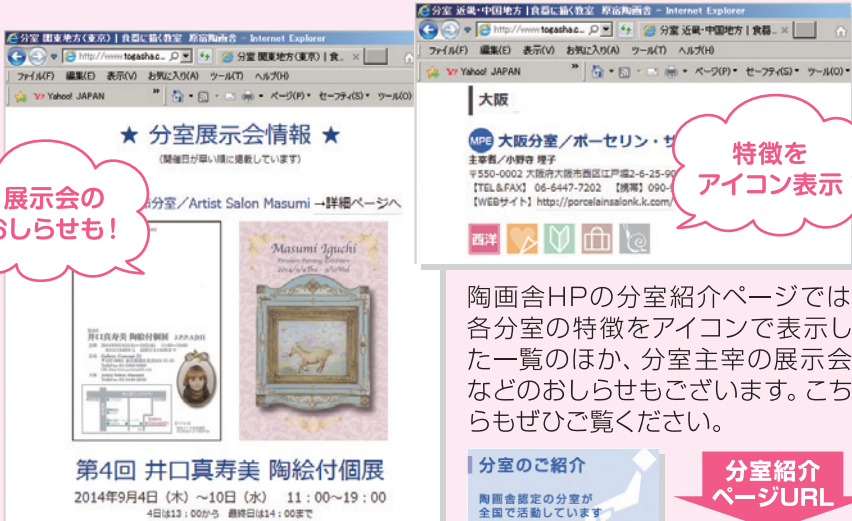 分室 関東地方(東京) | 食器に描く教室 原宿陶画舎 - Internet Explorer
http://www.togashac...
分室 関東地方(東京) | 食...
ファイル(F) 編集(E) 表示(V) お気に入り(A) ツール(T) ヘルプ(H)
Yahoo! JAPAN
ページ(P) セーフティ(S) ツール(O)
★ 分室展示会情報 ★
(開催日が早い順に掲載しています)
展示会の
おしらせも!
分室/Artist Salon Masumi →詳細ページへ
井口真寿美 陶絵付個展
Masumi Iguchi
Porcelain Painting Exhibition
第4回 井口真寿美 陶絵付個展
2014年9月4日(木)～10日(水) 11:00～19:00
4日は13:00から 最終日は14:00まで
分室 近畿・中国地方 | 食器に描く教室 原宿陶画舎 - Internet Explorer
http://www.togashac...
分室 近畿・中国地方 | 食器...
ファイル(F) 編集(E) 表示(V) お気に入り(A) ツール(T) ヘルプ(H)
Yahoo! JAPAN
ページ(P) セーフティ(S) ツール(O)
大阪
MPE 大阪分室/ポーセリン・サ
主宰者/小野寺 理子
〒550-0002 大阪府大阪市西区江戸堀2-6-25-90
【TEL&FAX】 06-6447-7202 【携帯】 090-
【WEBサイト】 http://porcelainsalonk.k.com/
西洋
特徴を
アイコン表示
陶画舎HPの分室紹介ページでは
各分室の特徴をアイコンで表示し
た一覧のほか、分室主宰の展示会
などのおしらせもございます。こち
らもぜひご覧ください。
分室のご紹介
陶画舎認定の分室が
全国で活動しています
分室紹介
ページURL